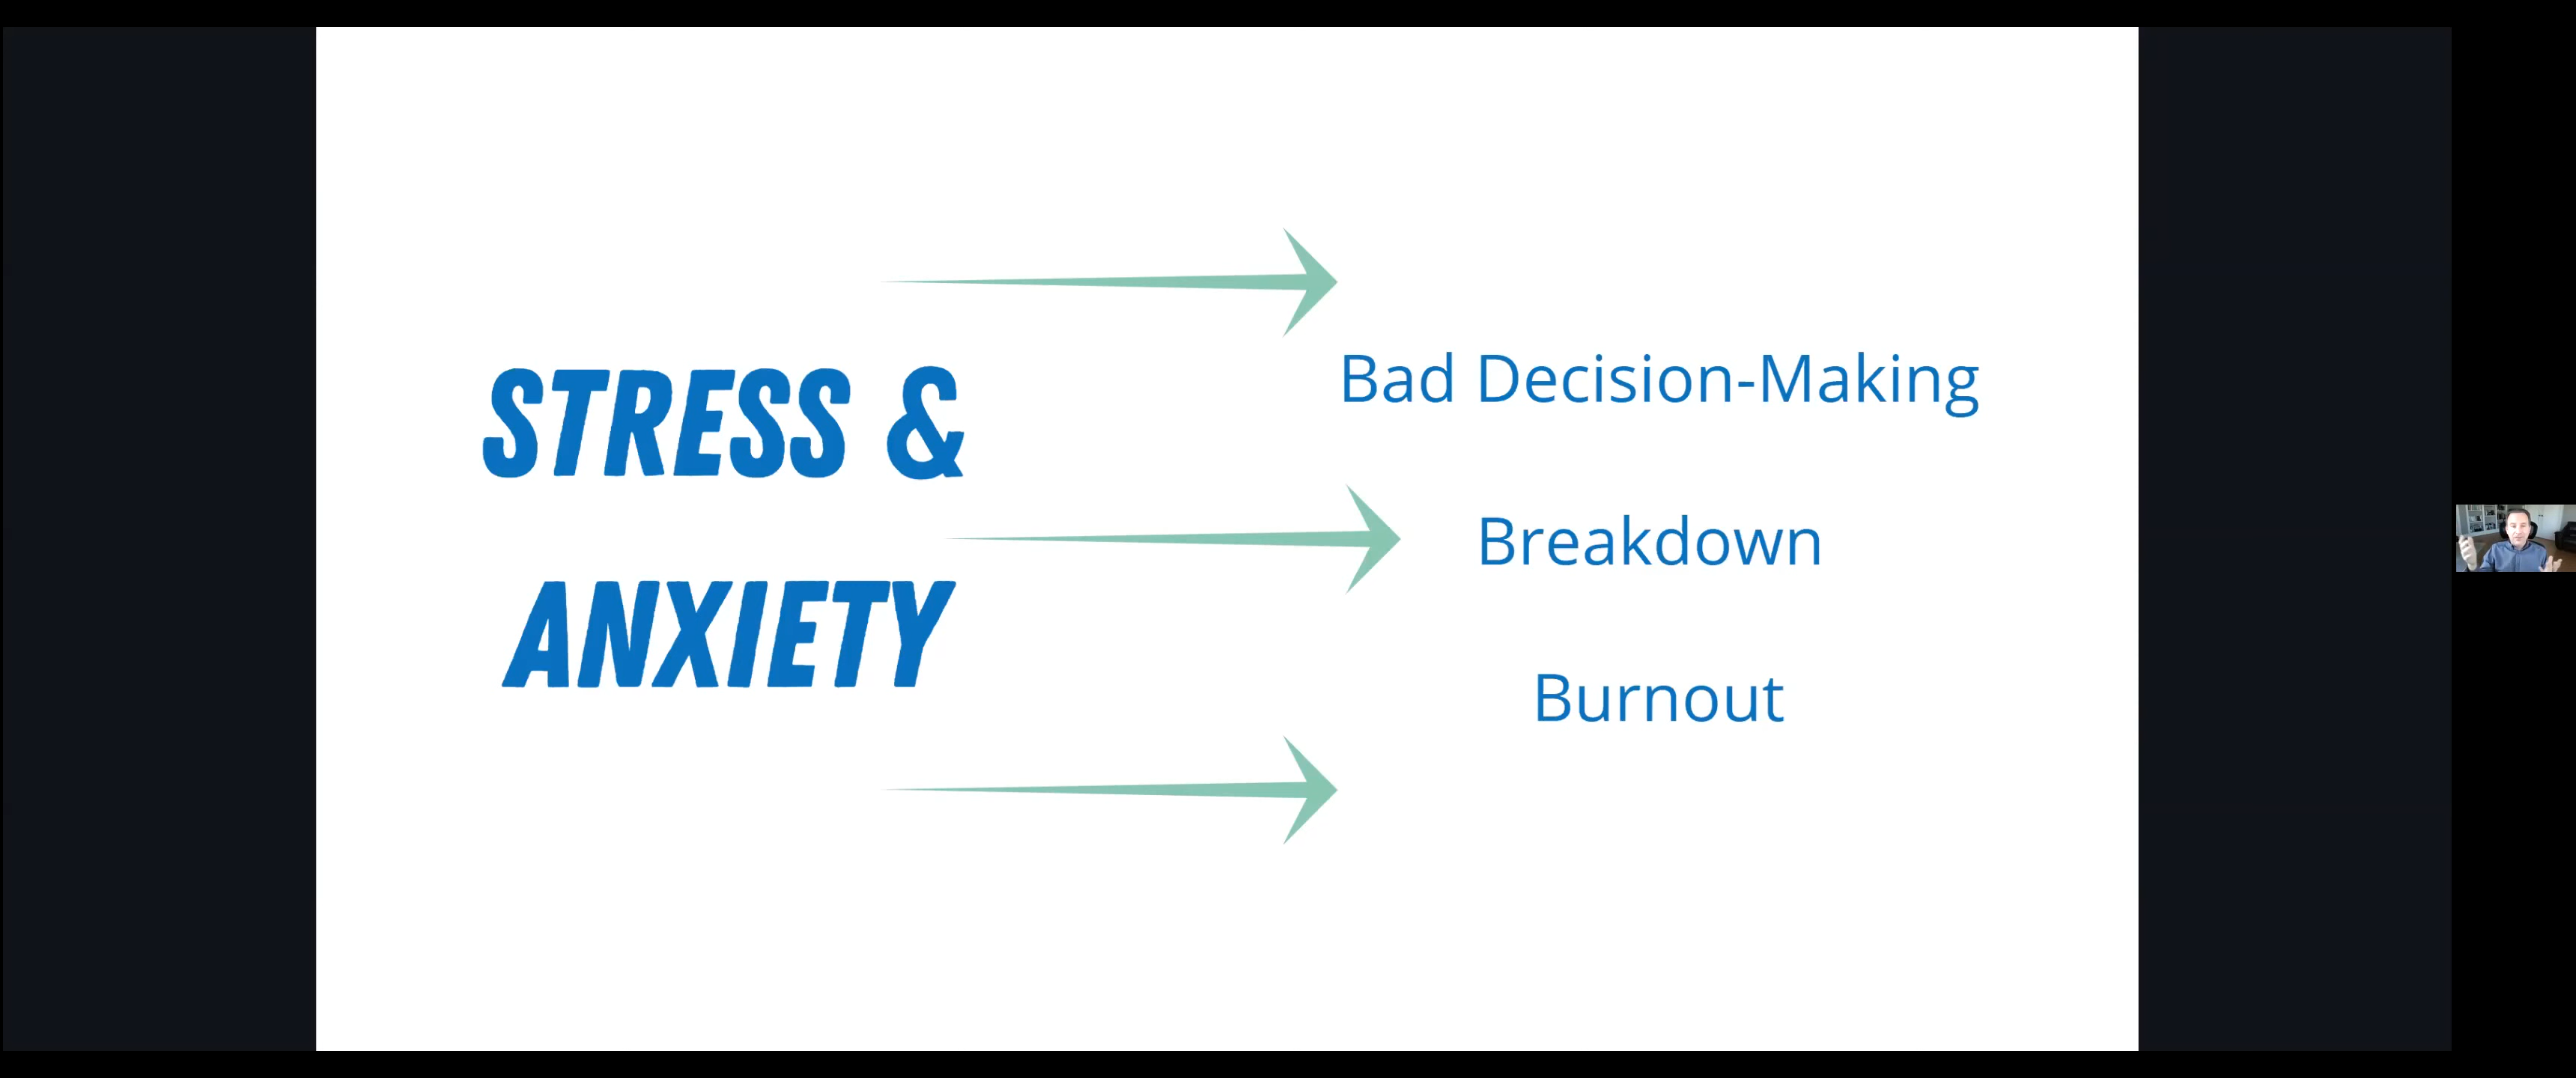 STRESS &
ANXIETY
Bad Decision-Making
Breakdown
Burnout